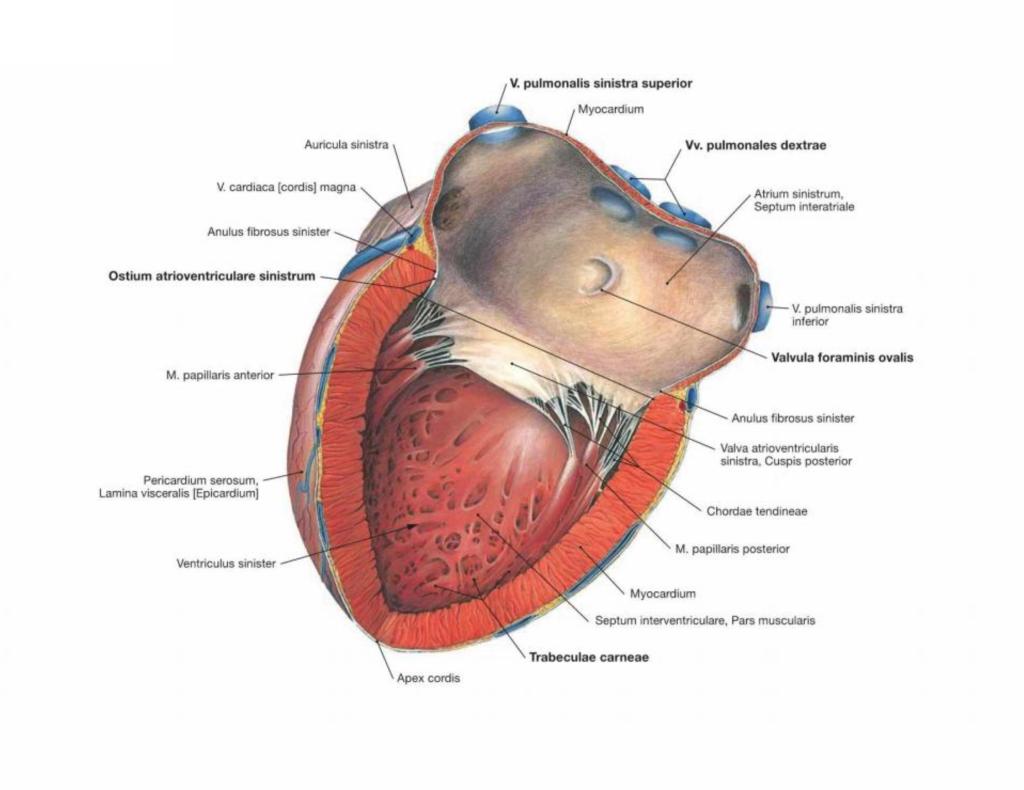 V. pulmonalis sinistra superior
Myocardium
Auricula sinistra
Vv. pulmonales dextrae
V. cardiaca [cordis] magna
Atrium sinistrum,
Septum interatriale
Anulus fibrosus sinister
Ostium atrioventriculare sinistrum
V. pulmonalis sinistra
inferior
Valvula foraminis ovalis
M. papillaris anterior
Anulus fibrosus sinister
Valva atrioventricularis
sinistra, Cuspis posterior
Pericardium serosum,
Lamina visceralis [Epicardium]
Chordae tendineae
M. papillaris posterior
Ventriculus sinister
Myocardium
Septum interventriculare, Pars muscularis
Trabeculae carneae
Apex cordis